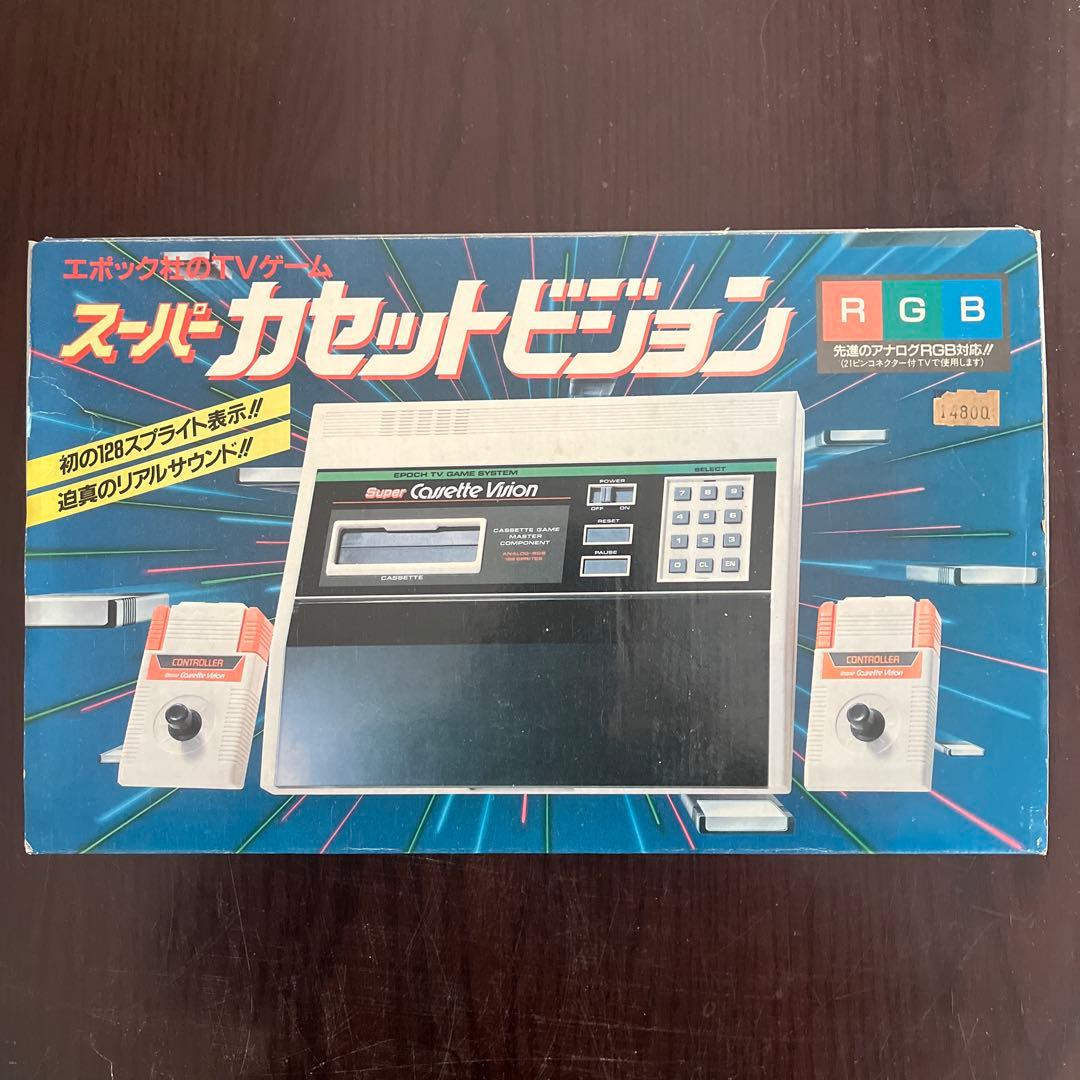 エポック社のTVゲーム
スーパーカセットビジョン
R G B
先進のアナログRGB対応!!
(21ピンコネクター付TVで使用します)
14800
初の128スプライト表示!!
迫真のリアルサウンド!!
EPOCH TV GAME SYSTEM
Super Cassette Vision
CASSETTE GAME
MASTER
COMPONENT
ANALOG-RGB
128 SPRITES
CASSETTE
POWER
OFF ON
RESET
PAUSE
SELECT
7 8 9
4 5 6
1 2 3
0 CL EN
CONTROLLER
Super Cassette Vision
CONTROLLER
Super Cassette Vision